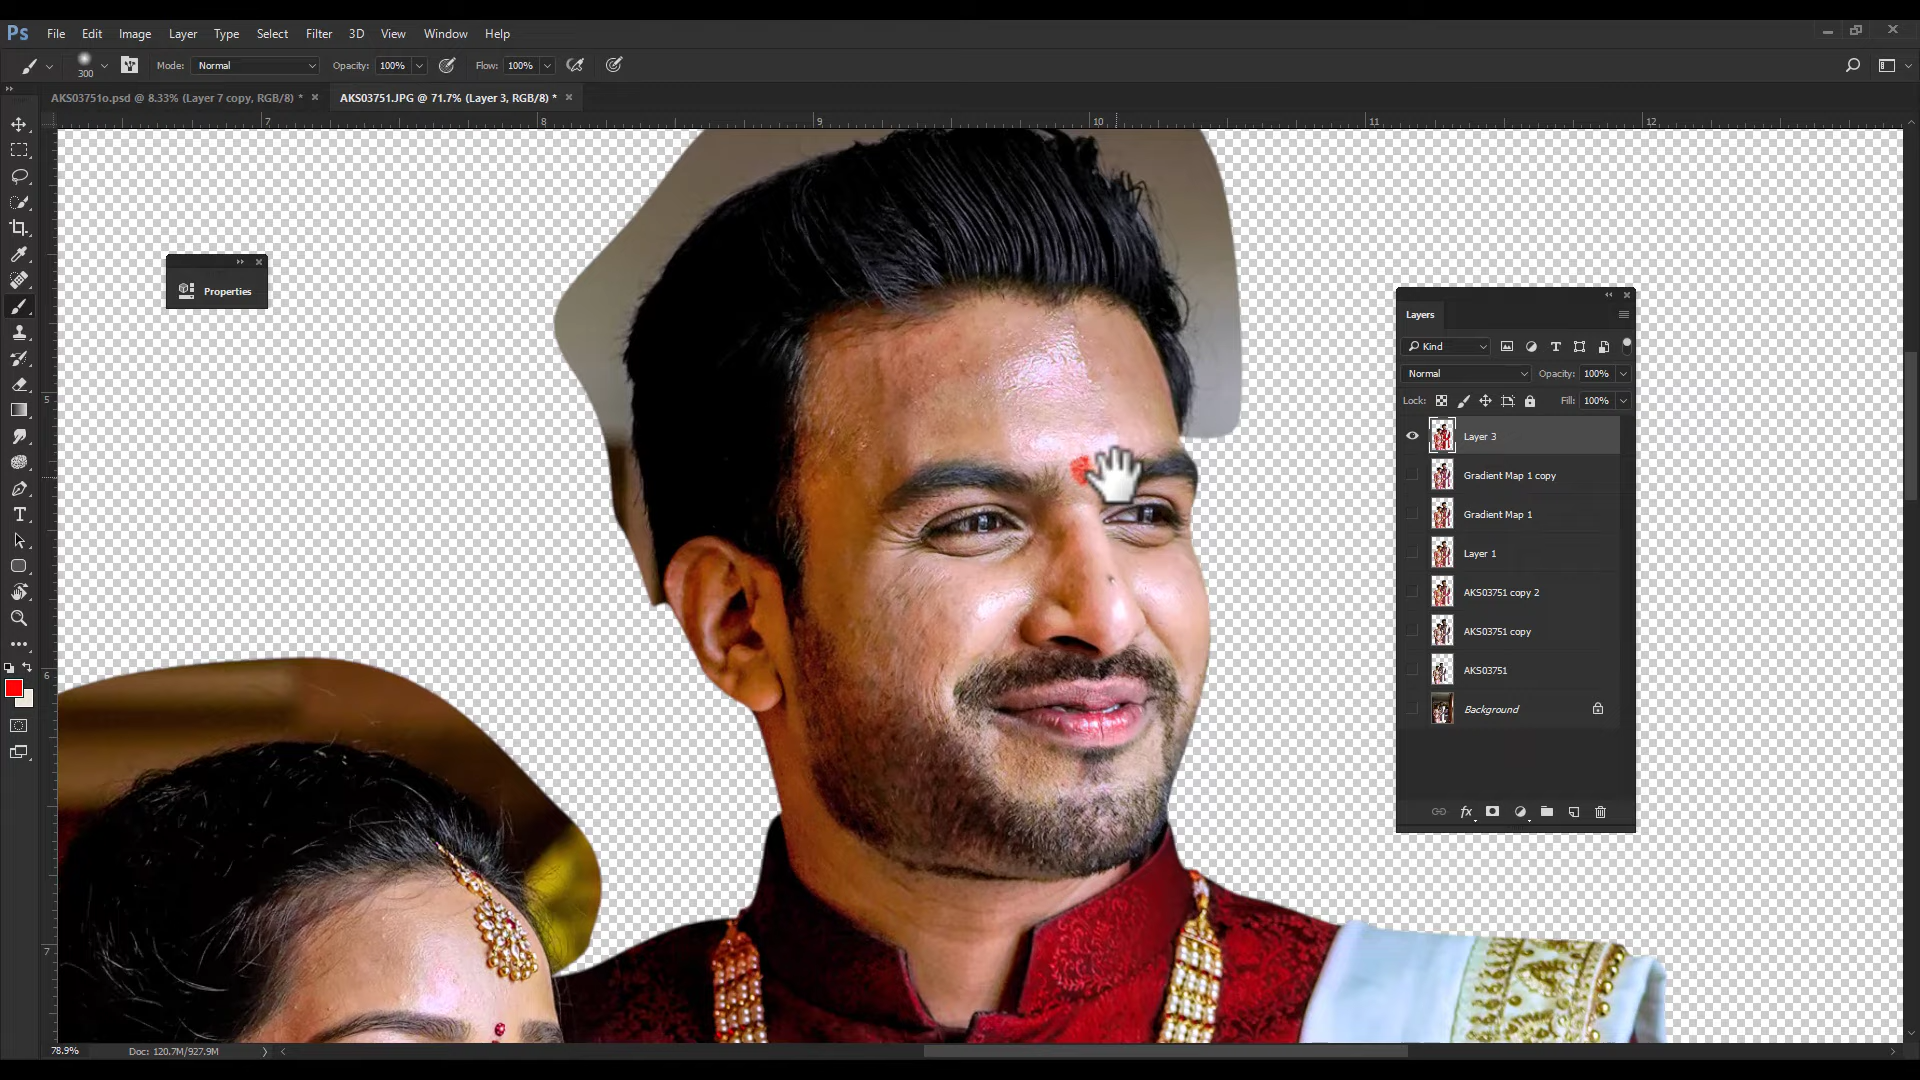 Ps File Edit Image Layer Type Select Filter 3D View Window Help
300 Mode: Normal Opacity: 100% Flow: 100%
AKS03751o.psd @ 8.33% (Layer 7 copy, RGB/8) * × AKS03751.JPG @ 71.7% (Layer 3, RGB/8) * ×
7 8 9 10 11 12
Properties
Layers
Kind
Normal Opacity: 100%
Lock: Fill: 100%
5
Layer 3
Gradient Map 1 copy
Gradient Map 1
Layer 1
AKS03751 copy 2
AKS03751 copy
6
AKS03751
Background
fx
7
78.9% Doc: 120.7M/927.9M